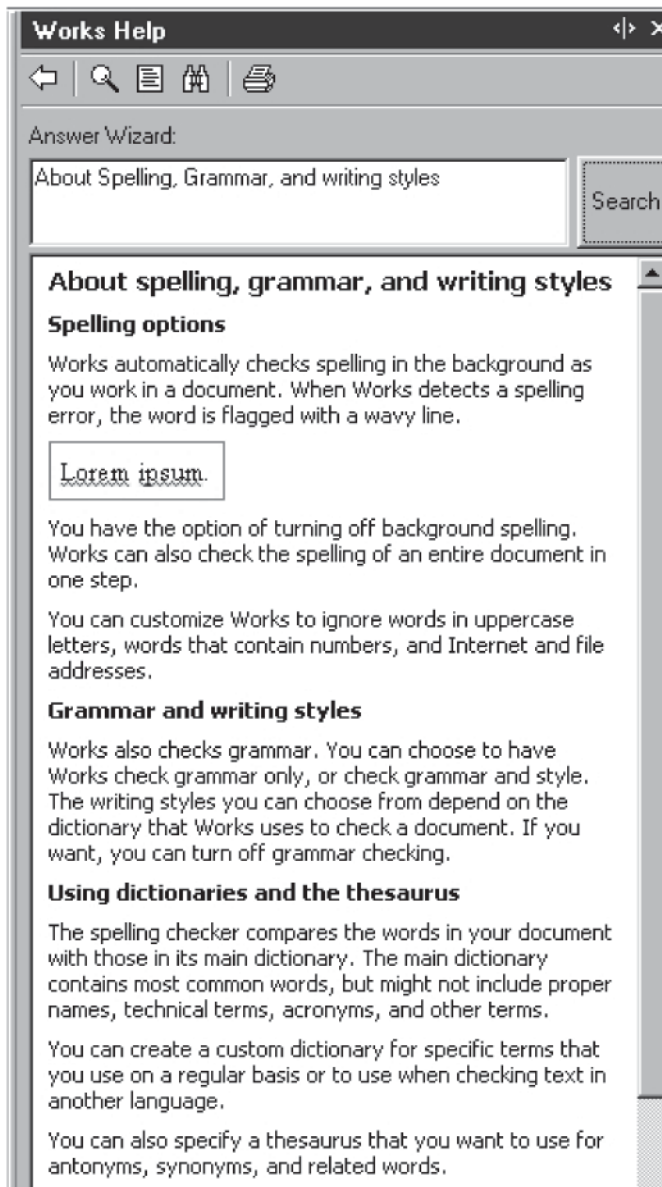 Works Help
Answer Wizard:
About Spelling, Grammar, and writing styles
Search
About spelling, grammar, and writing styles
Spelling options
Works automatically checks spelling in the background as
you work in a document. When Works detects a spelling
error, the word is flagged with a wavy line.
Lorem ipsum.
You have the option of turning off background spelling.
Works can also check the spelling of an entire document in
one step.
You can customize Works to ignore words in uppercase
letters, words that contain numbers, and Internet and file
addresses.
Grammar and writing styles
Works also checks grammar. You can choose to have
Works check grammar only, or check grammar and style.
The writing styles you can choose from depend on the
dictionary that Works uses to check a document. If you
want, you can turn off grammar checking.
Using dictionaries and the thesaurus
The spelling checker compares the words in your document
with those in its main dictionary. The main dictionary
contains most common words, but might not include proper
names, technical terms, acronyms, and other terms.
You can create a custom dictionary for specific terms that
you use on a regular basis or to use when checking text in
another language.
You can also specify a thesaurus that you want to use for
antonyms, synonyms, and related words.